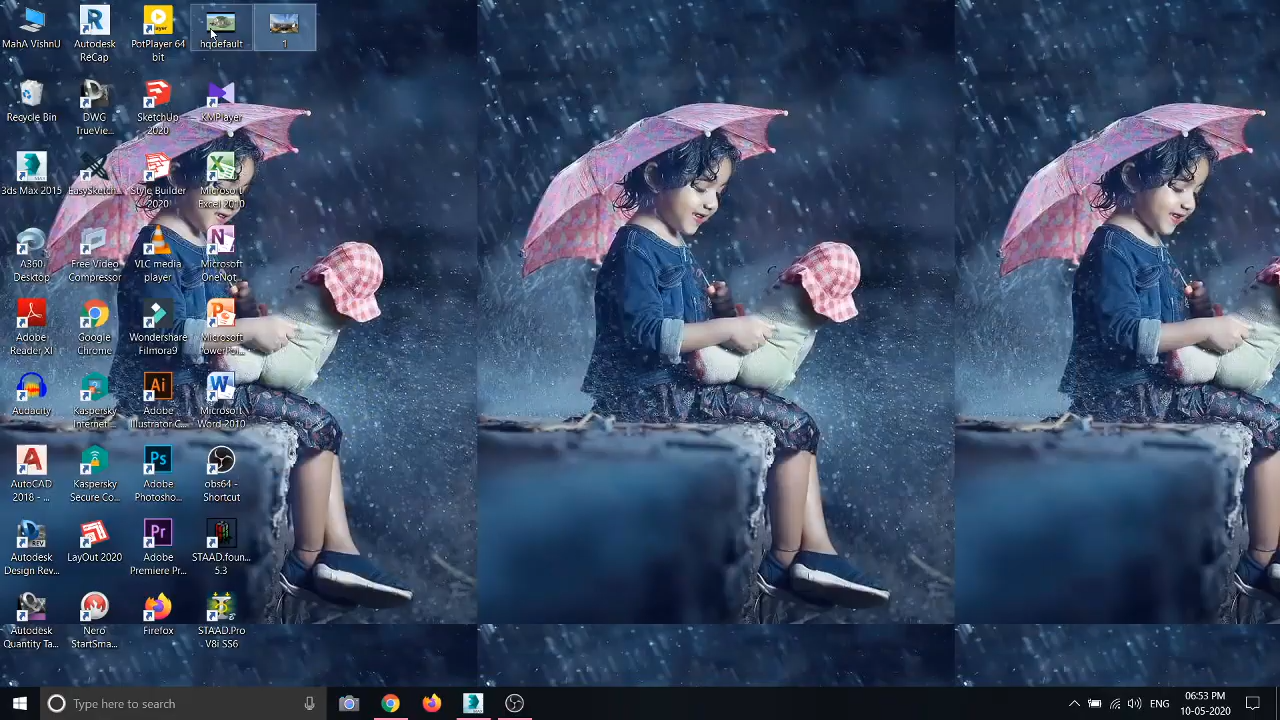 MahA VishnU
Autodesk
ReCap
PotPlayer 64
bit
hqdefault
1
Recycle Bin
DWG
TrueVie...
SketchUp
2020
KMPlayer
3ds Max 2015
EasySketch...
Style Builder
2020
Microsoft
Excel 2010
A360
Desktop
Free Video
Compressor
VLC media
player
Microsoft
OneNot...
Adobe
Reader XI
Google
Chrome
Wondershare
Filmora9
Microsoft
PowerPoi...
Audacity
Kaspersky
Internet...
Adobe
Illustrator C...
Microsoft
Word 2010
AutoCAD
2018 - ...
Kaspersky
Secure Co...
Adobe
Photosho...
obs64 -
Shortcut
Autodesk
Design Rev...
LayOut 2020
Adobe
Premiere Pr...
STAAD.foun...
5.3
Autodesk
Quantity Ta...
Nero
StartSma...
Firefox
STAAD.Pro
V8i SS6
Type here to search
ENG
06:53 PM
10-05-2020